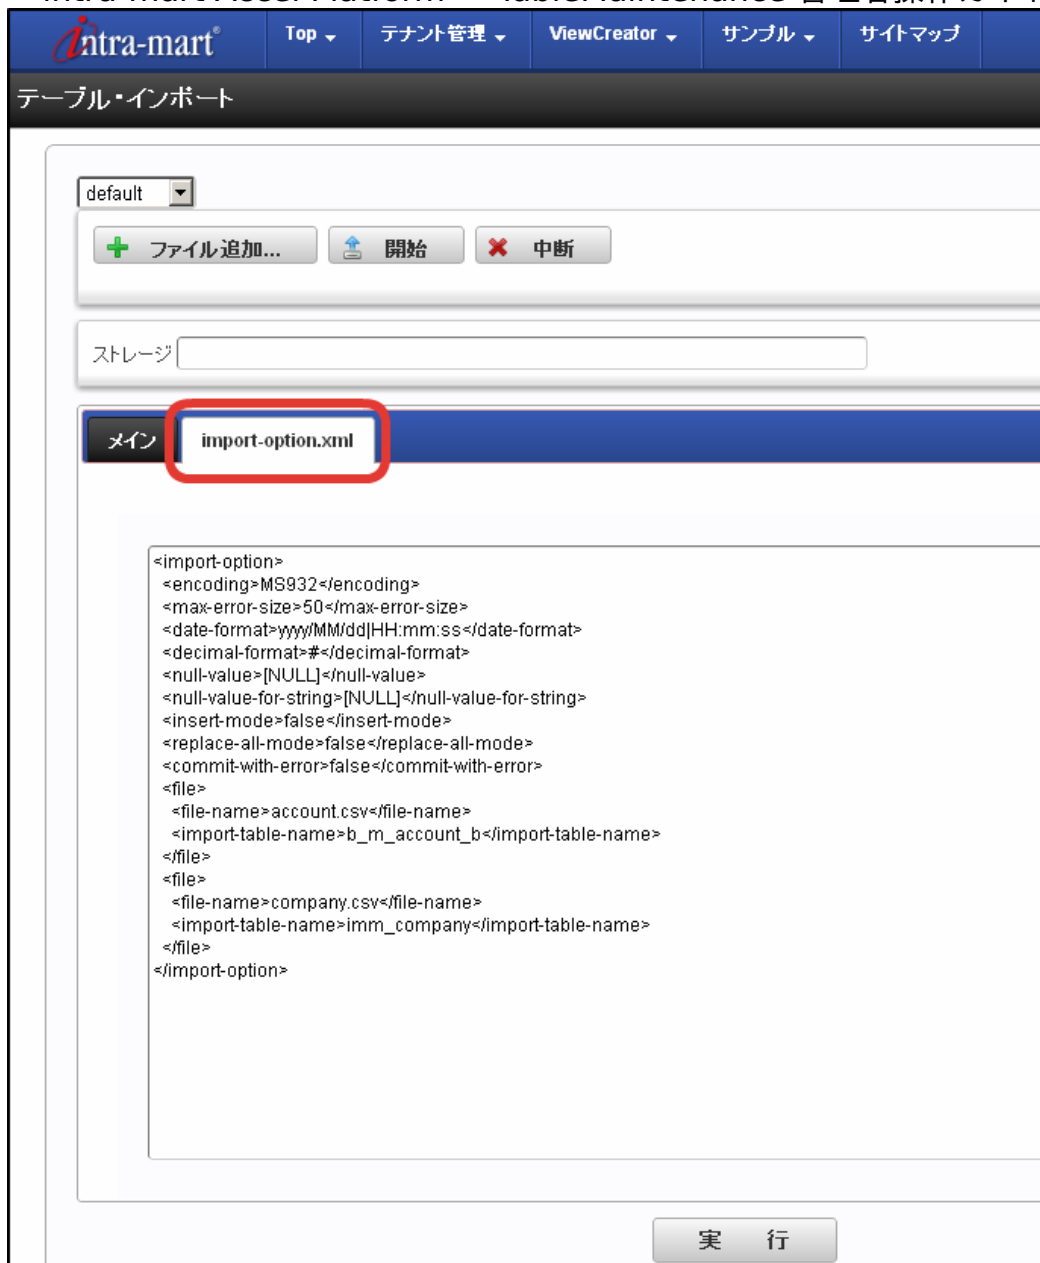 intra-mart®
Top テナント管理 ViewCreator サンプル サイトマップ
テーブル・インポート
default
ファイル追加... 開始 中断
ストレージ
メイン import-option.xml
<import-option>
<encoding>MS932</encoding>
<max-error-size>50</max-error-size>
<date-format>yyyy/MM/dd|HH:mm:ss</date-format>
<decimal-format>#</decimal-format>
<null-value>[NULL]</null-value>
<null-value-for-string>[NULL]</null-value-for-string>
<insert-mode>false</insert-mode>
<replace-all-mode>false</replace-all-mode>
<commit-with-error>false</commit-with-error>
<file>
<file-name>account.csv</file-name>
<import-table-name>b_m_account_b</import-table-name>
</file>
<file>
<file-name>company.csv</file-name>
<import-table-name>imm_company</import-table-name>
</file>
</import-option>
実 行